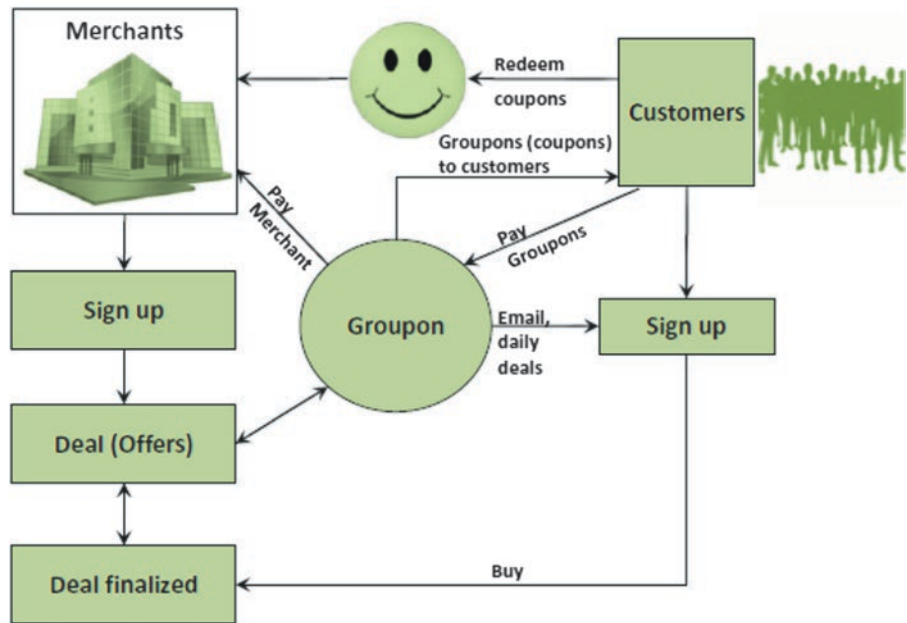 Merchants
Redeem
coupons
Customers
Groupons (coupons)
to customers
Pay
Merchant
Pay
Groupons
Sign up
Groupon
Email,
daily
deals
Sign up
Deal (Offers)
Deal finalized
Buy